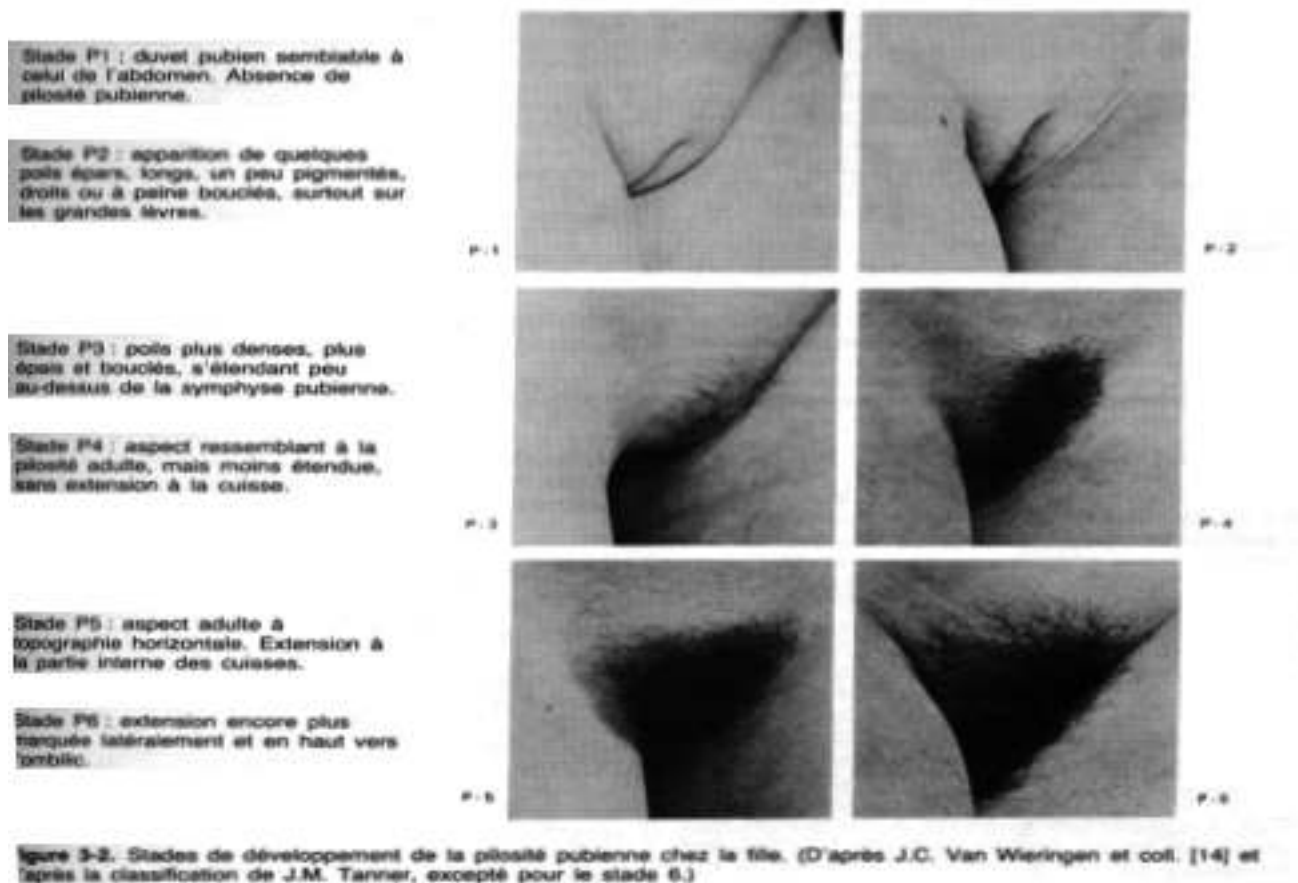 Stade P1 : duvet pubien semblable à
celui de l'abdomen. Absence de
pilosité pubienne.
Stade P2 : apparition de quelques
poils épars, longs, un peu pigmentés,
droits ou à peine bouclés, surtout sur
les grandes lèvres.
P - 1
P - 2
Stade P3 : poils plus denses, plus
épais et bouclés, s'étendant peu
au-dessus de la symphyse pubienne.
Stade P4 : aspect ressemblant à la
pilosité adulte, mais moins étendue,
sans extension à la cuisse.
P - 3
P - 4
Stade P5 : aspect adulte à
topographie horizontale. Extension à
la partie interne des cuisses.
Stade P6 : extension encore plus
marquée latéralement et en haut vers
l'ombilic.
P - 5
P - 6
igure 3-2. Stades de développement de la pilosité pubienne chez la fille. (D'après J.C. Van Wieringen et coll. [14] et
'après la classification de J.M. Tanner, excepté pour le stade 6.)